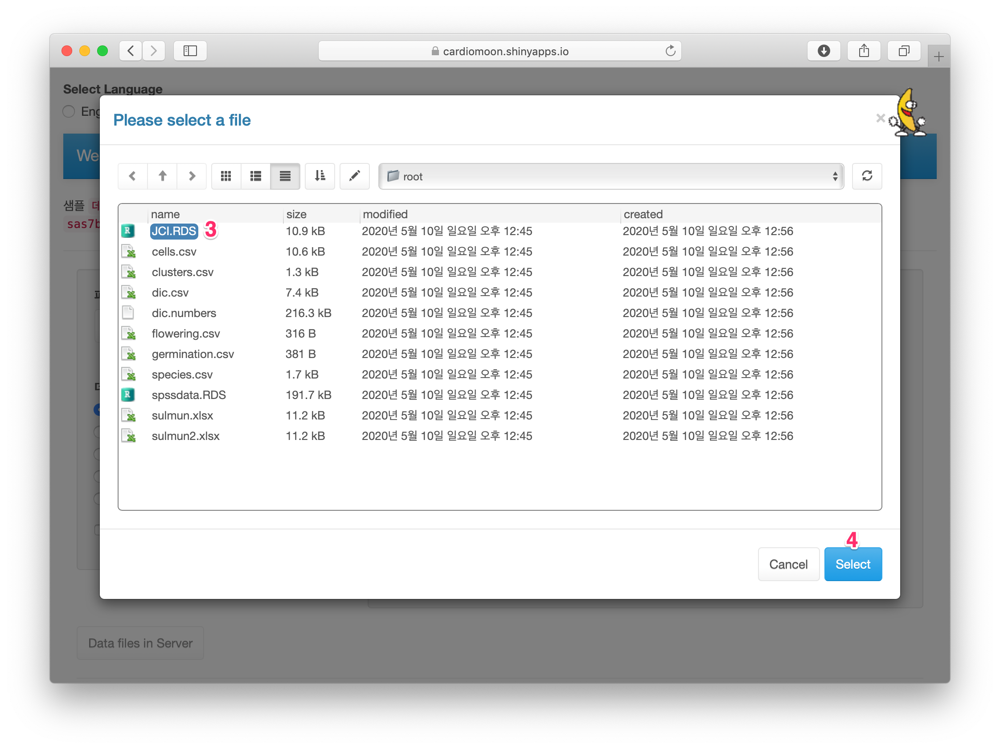 cardiomoon.shinyapps.io
Select Language
Eng
Please select a file
We
root
샘플
sas7b
name size modified created
JCI.RDS 3 10.9 kB 2020년 5월 10일 일요일 오후 12:45 2020년 5월 10일 일요일 오후 12:56
cells.csv 10.6 kB 2020년 5월 10일 일요일 오후 12:45 2020년 5월 10일 일요일 오후 12:56
clusters.csv 1.3 kB 2020년 5월 10일 일요일 오후 12:45 2020년 5월 10일 일요일 오후 12:56
dic.csv 7.4 kB 2020년 5월 10일 일요일 오후 12:45 2020년 5월 10일 일요일 오후 12:56
dic.numbers 216.3 kB 2020년 5월 10일 일요일 오후 12:45 2020년 5월 10일 일요일 오후 12:56
flowering.csv 316 B 2020년 5월 10일 일요일 오후 12:45 2020년 5월 10일 일요일 오후 12:56
germination.csv 381 B 2020년 5월 10일 일요일 오후 12:45 2020년 5월 10일 일요일 오후 12:56
species.csv 1.7 kB 2020년 5월 10일 일요일 오후 12:45 2020년 5월 10일 일요일 오후 12:56
spssdata.RDS 191.7 kB 2020년 5월 10일 일요일 오후 12:45 2020년 5월 10일 일요일 오후 12:56
sulmun.xlsx 11.2 kB 2020년 5월 10일 일요일 오후 12:45 2020년 5월 10일 일요일 오후 12:56
sulmun2.xlsx 11.2 kB 2020년 5월 10일 일요일 오후 12:45 2020년 5월 10일 일요일 오후 12:56
4
Cancel Select
Data files in Server